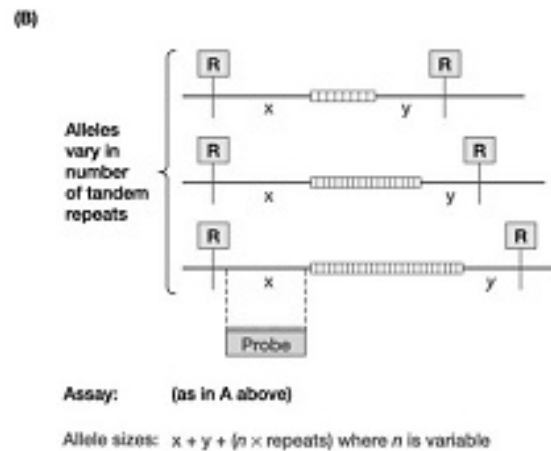 (B)
R R
x y
Alleles
vary in
number
of tandem
repeats
R R
x y
R R
x y
Probe
Assay: (as in A above)
Allele sizes: x + y + (n × repeats) where n is variable